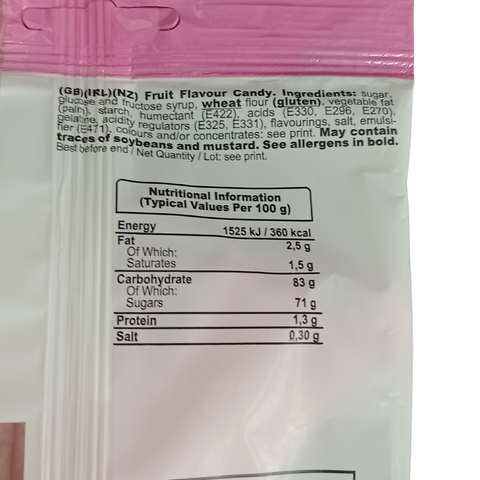 (GB)(IRL)(NZ) Fruit Flavour Candy. Ingredients: sugar,
glucose and fructose syrup, wheat flour (gluten), vegetable fat
(palm), starch, humectant (E422), acids (E330, E296, E270),
gelatine, acidity regulators (E325, E331), flavourings, salt, emulsi-
fier (E471), colours and/or concentrates: see print. May contain
traces of soybeans and mustard. See allergens in bold.
Best before end / Net Quantity / Lot: see print.
Nutritional Information
(Typical Values Per 100 g)
Energy 1525 kJ / 360 kcal
Fat 2,5 g
Of Which:
Saturates 1,5 g
Carbohydrate 83 g
Of Which:
Sugars 71 g
Protein 1,3 g
Salt 0,30 g